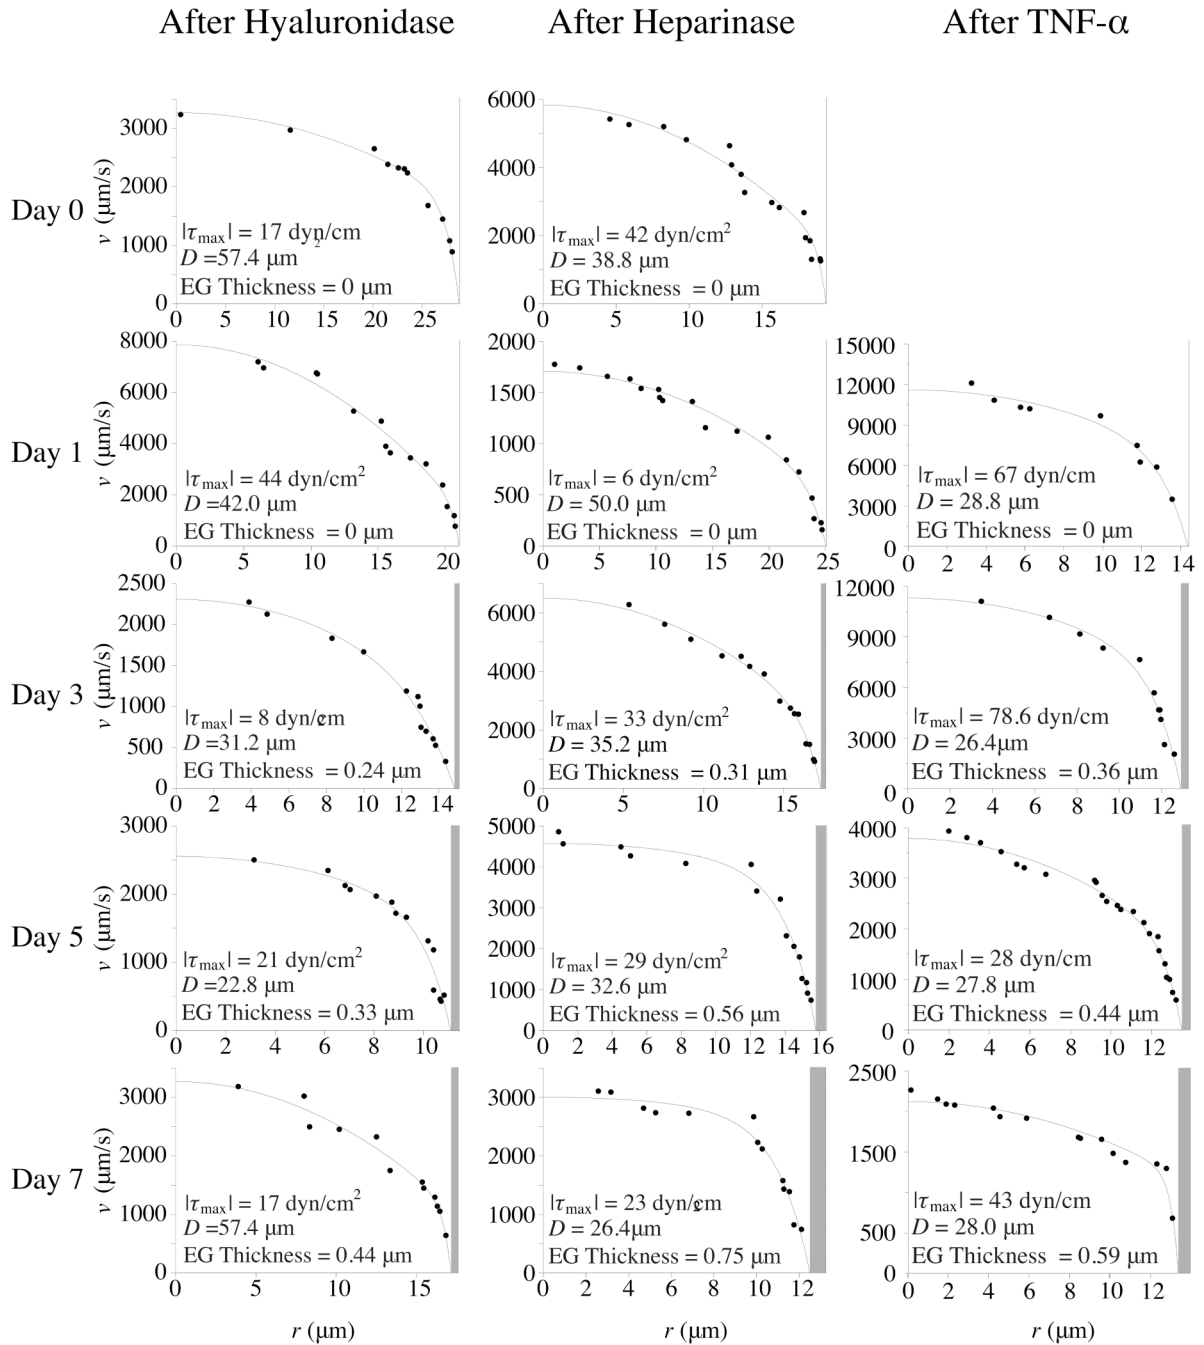 After Hyaluronidase After Heparinase After TNF-α
Day 0
v (μm/s)
3000
2000
1000
0
|τmax| = 17 dyn/cm2
D =57.4 μm
EG Thickness = 0 μm
0 5 10 15 20 25
6000
4000
2000
0
|τmax| = 42 dyn/cm2
D = 38.8 μm
EG Thickness = 0 μm
0 5 10 15
Day 1
v (μm/s)
8000
6000
4000
2000
0
|τmax| = 44 dyn/cm2
D =42.0 μm
EG Thickness = 0 μm
0 5 10 15 20
2000
1500
1000
500
0
|τmax| = 6 dyn/cm2
D = 50.0 μm
EG Thickness = 0 μm
0 5 10 15 20 25
15000
12000
9000
6000
3000
0
|τmax| = 67 dyn/cm
D = 28.8 μm
EG Thickness = 0 μm
0 2 4 6 8 10 12 14
Day 3
v (μm/s)
2500
2000
1500
1000
500
0
|τmax| = 8 dyn/cm2
D =31.2 μm
EG Thickness = 0.24 μm
0 2 4 6 8 10 12 14
6000
4000
2000
0
|τmax| = 33 dyn/cm2
D = 35.2 μm
EG Thickness = 0.31 μm
5 10 15
12000
9000
6000
3000
0
|τmax| = 78.6 dyn/cm
D = 26.4μm
EG Thickness = 0.36 μm
0 2 4 6 8 10 12
Day 5
v (μm/s)
3000
2000
1000
0
|τmax| = 21 dyn/cm2
D =22.8 μm
EG Thickness = 0.33 μm
0 2 4 6 8 10
5000
4000
3000
2000
1000
0
|τmax| = 29 dyn/cm2
D = 32.6 μm
EG Thickness = 0.56 μm
0 2 4 6 8 10 12 14 16
4000
3000
2000
1000
0
|τmax| = 28 dyn/cm
D = 27.8 μm
EG Thickness = 0.44 μm
0 2 4 6 8 10 12
Day 7
v (μm/s)
3000
2000
1000
0
|τmax| = 17 dyn/cm2
D =57.4 μm
EG Thickness = 0.44 μm
0 5 10 15
r (μm)
3000
2000
1000
0
|τmax| = 23 dyn/cm2
D = 26.4μm
EG Thickness = 0.75 μm
0 2 4 6 8 10 12
r (μm)
2500
1500
500
0
|τmax| = 43 dyn/cm
D = 28.0 μm
EG Thickness = 0.59 μm
0 2 4 6 8 10 12
r (μm)